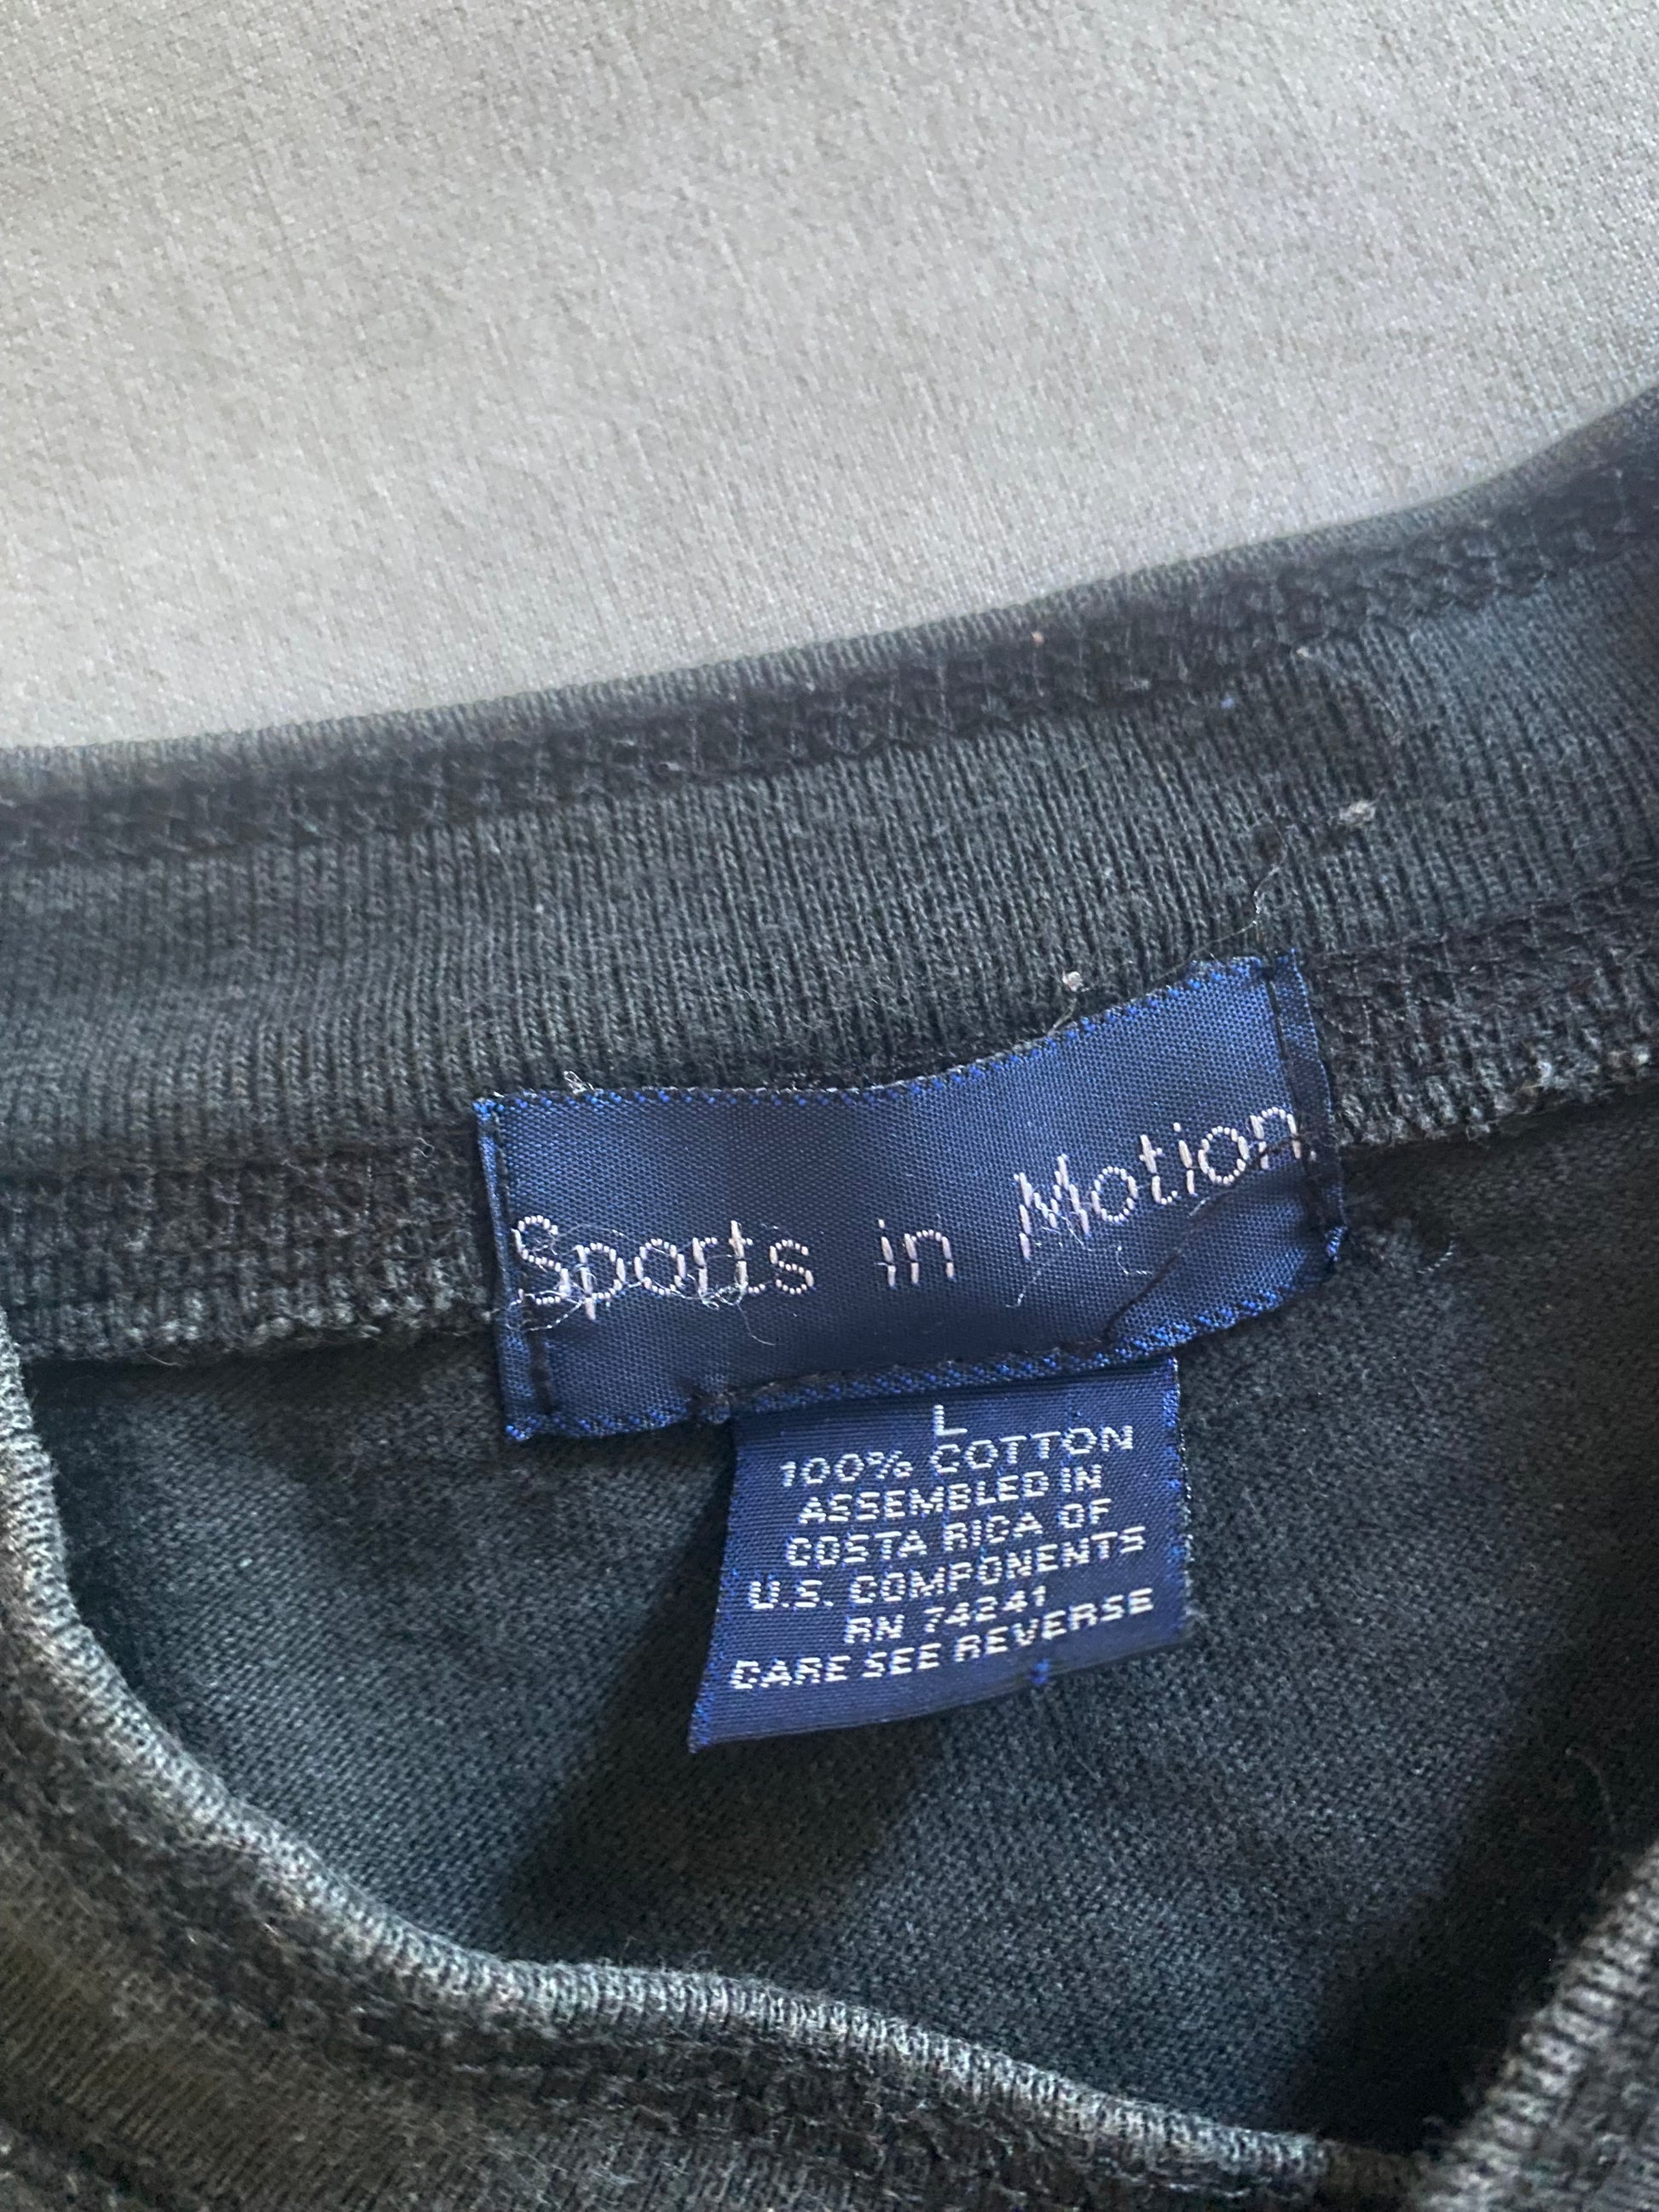 Sports in Motion
L
100% COTTON
ASSEMBLED IN
COSTA RICA OF
U.S. COMPONENTS
RN 74241
CARE SEE REVERSE